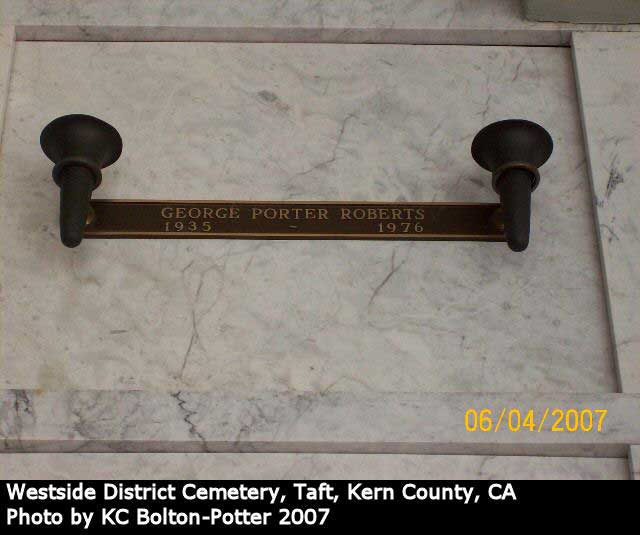 GEORGE PORTER ROBERTS
1935 ~ 1976
06/04/2007
Westside District Cemetery, Taft, Kern County, CA
Photo by KC Bolton-Potter 2007